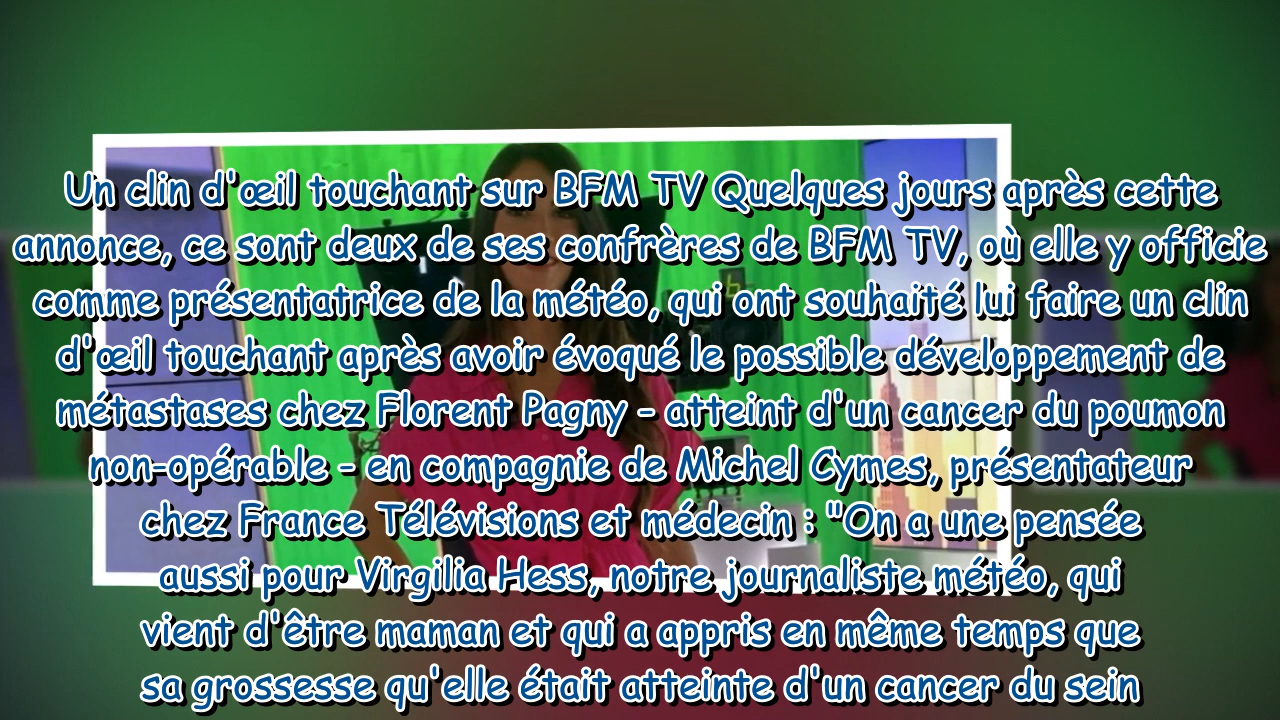 Un clin d'œil touchant sur BFM TV Quelques jours après cette
annonce, ce sont deux de ses confrères de BFM TV, où elle y officie
comme présentatrice de la météo, qui ont souhaité lui faire un clin
d'œil touchant après avoir évoqué le possible développement de
métastases chez Florent Pagny - atteint d'un cancer du poumon
non-opérable - en compagnie de Michel Cymes, présentateur
chez France Télévisions et médecin : "On a une pensée
aussi pour Virgilia Hess, notre journaliste météo, qui
vient d'être maman et qui a appris en même temps que
sa grossesse qu'elle était atteinte d'un cancer du sein